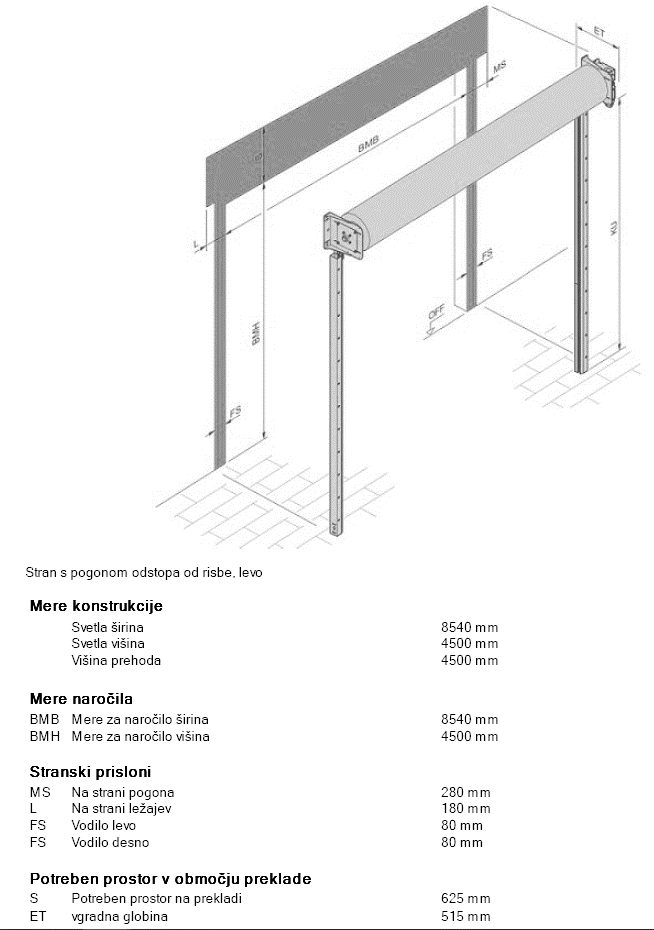 ET
MS
BMB
S
L
KU
FS
OFF
BMH
FS
Stran s pogonom odstopa od risbe, levo
Mere konstrukcije
Svetla širina 8540 mm
Svetla višina 4500 mm
Višina prehoda 4500 mm
Mere naročila
BMB Mere za naročilo širina 8540 mm
BMH Mere za naročilo višina 4500 mm
Stranski prisloni
MS Na strani pogona 280 mm
L Na strani ležajev 180 mm
FS Vodilo levo 80 mm
FS Vodilo desno 80 mm
Potreben prostor v območju preklade
S Potreben prostor na prekladi 625 mm
ET vgradna globina 515 mm